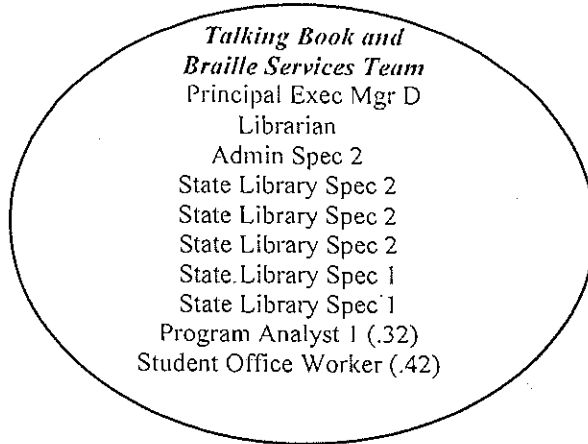 Talking Book and
Braille Services Team
Principal Exec Mgr D
Librarian
Admin Spec 2
State Library Spec 2
State Library Spec 2
State Library Spec 2
State Library Spec 1
State Library Spec 1
Program Analyst 1 (.32)
Student Office Worker (.42)